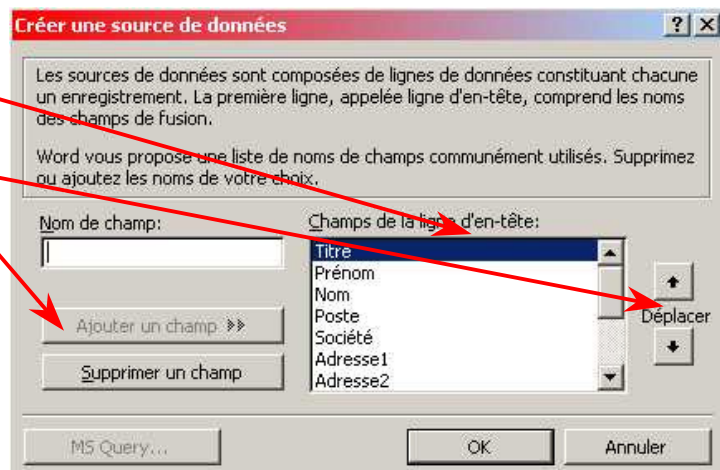 Créer une source de données
Les sources de données sont composées de lignes de données constituant chacune
un enregistrement. La première ligne, appelée ligne d'en-tête, comprend les noms
des champs de fusion.
Word vous propose une liste de noms de champs communément utilisés. Supprimez
ou ajoutez les noms de votre choix.
Nom de champ:
Champs de la ligne d'en-tête:
Titre
Prénom
Nom
Poste
Société
Adresse1
Adresse2
Déplacer
Ajouter un champ
Supprimer un champ
MS Query...
OK
Annuler